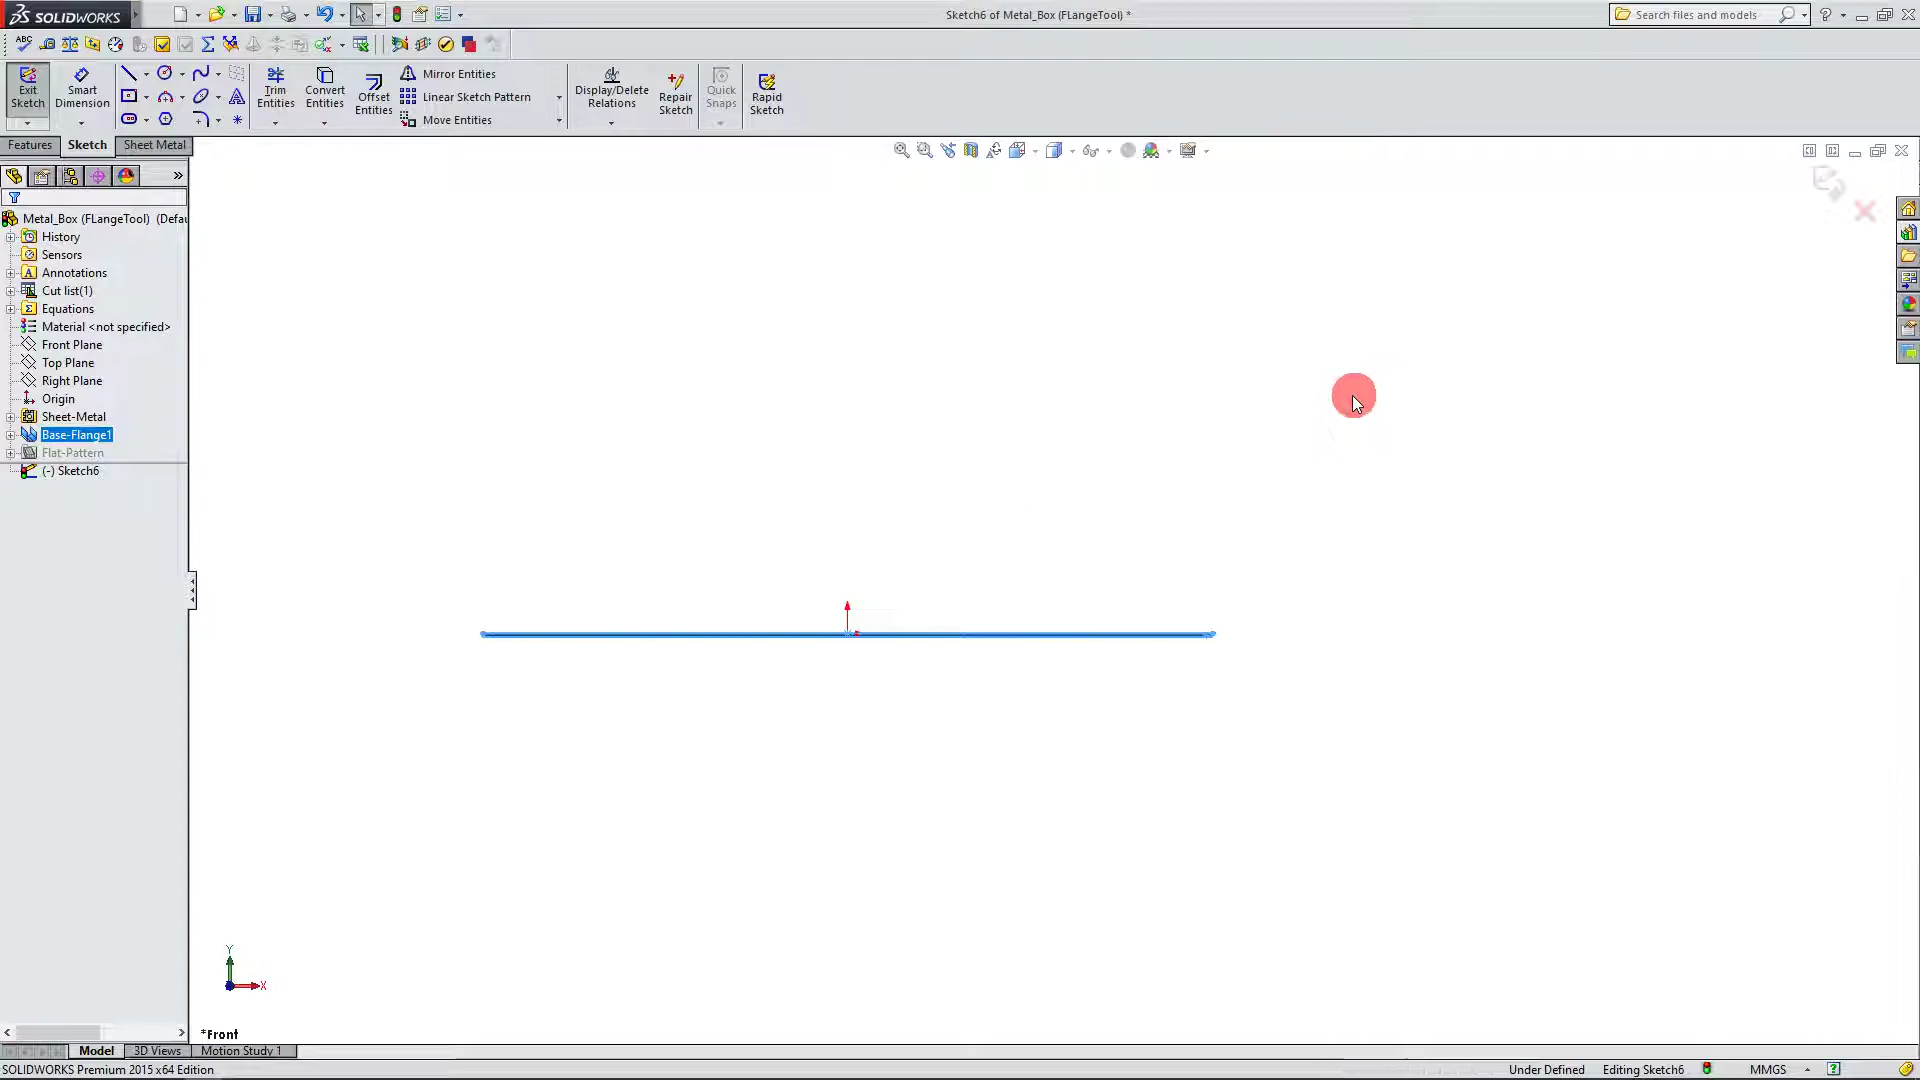 SOLIDWORKS
Sketch6 of Metal_Box (FLangeTool) *
Search files and models
ABC
Exit Sketch
Smart Dimension
Trim Entities
Convert Entities
Offset Entities
Mirror Entities
Linear Sketch Pattern
Move Entities
Display/Delete Relations
Repair Sketch
Quick Snaps
Rapid Sketch
Features
Sketch
Sheet Metal
Metal_Box (FLangeTool) (Defau
History
Sensors
Annotations
Cut list(1)
Equations
Material <not specified>
Front Plane
Top Plane
Right Plane
Origin
Sheet-Metal
Base-Flange1
Flat-Pattern
(-) Sketch6
Y
X
*Front
Model
3D Views
Motion Study 1
SOLIDWORKS Premium 2015 x64 Edition
Under Defined
Editing Sketch6
MMGS